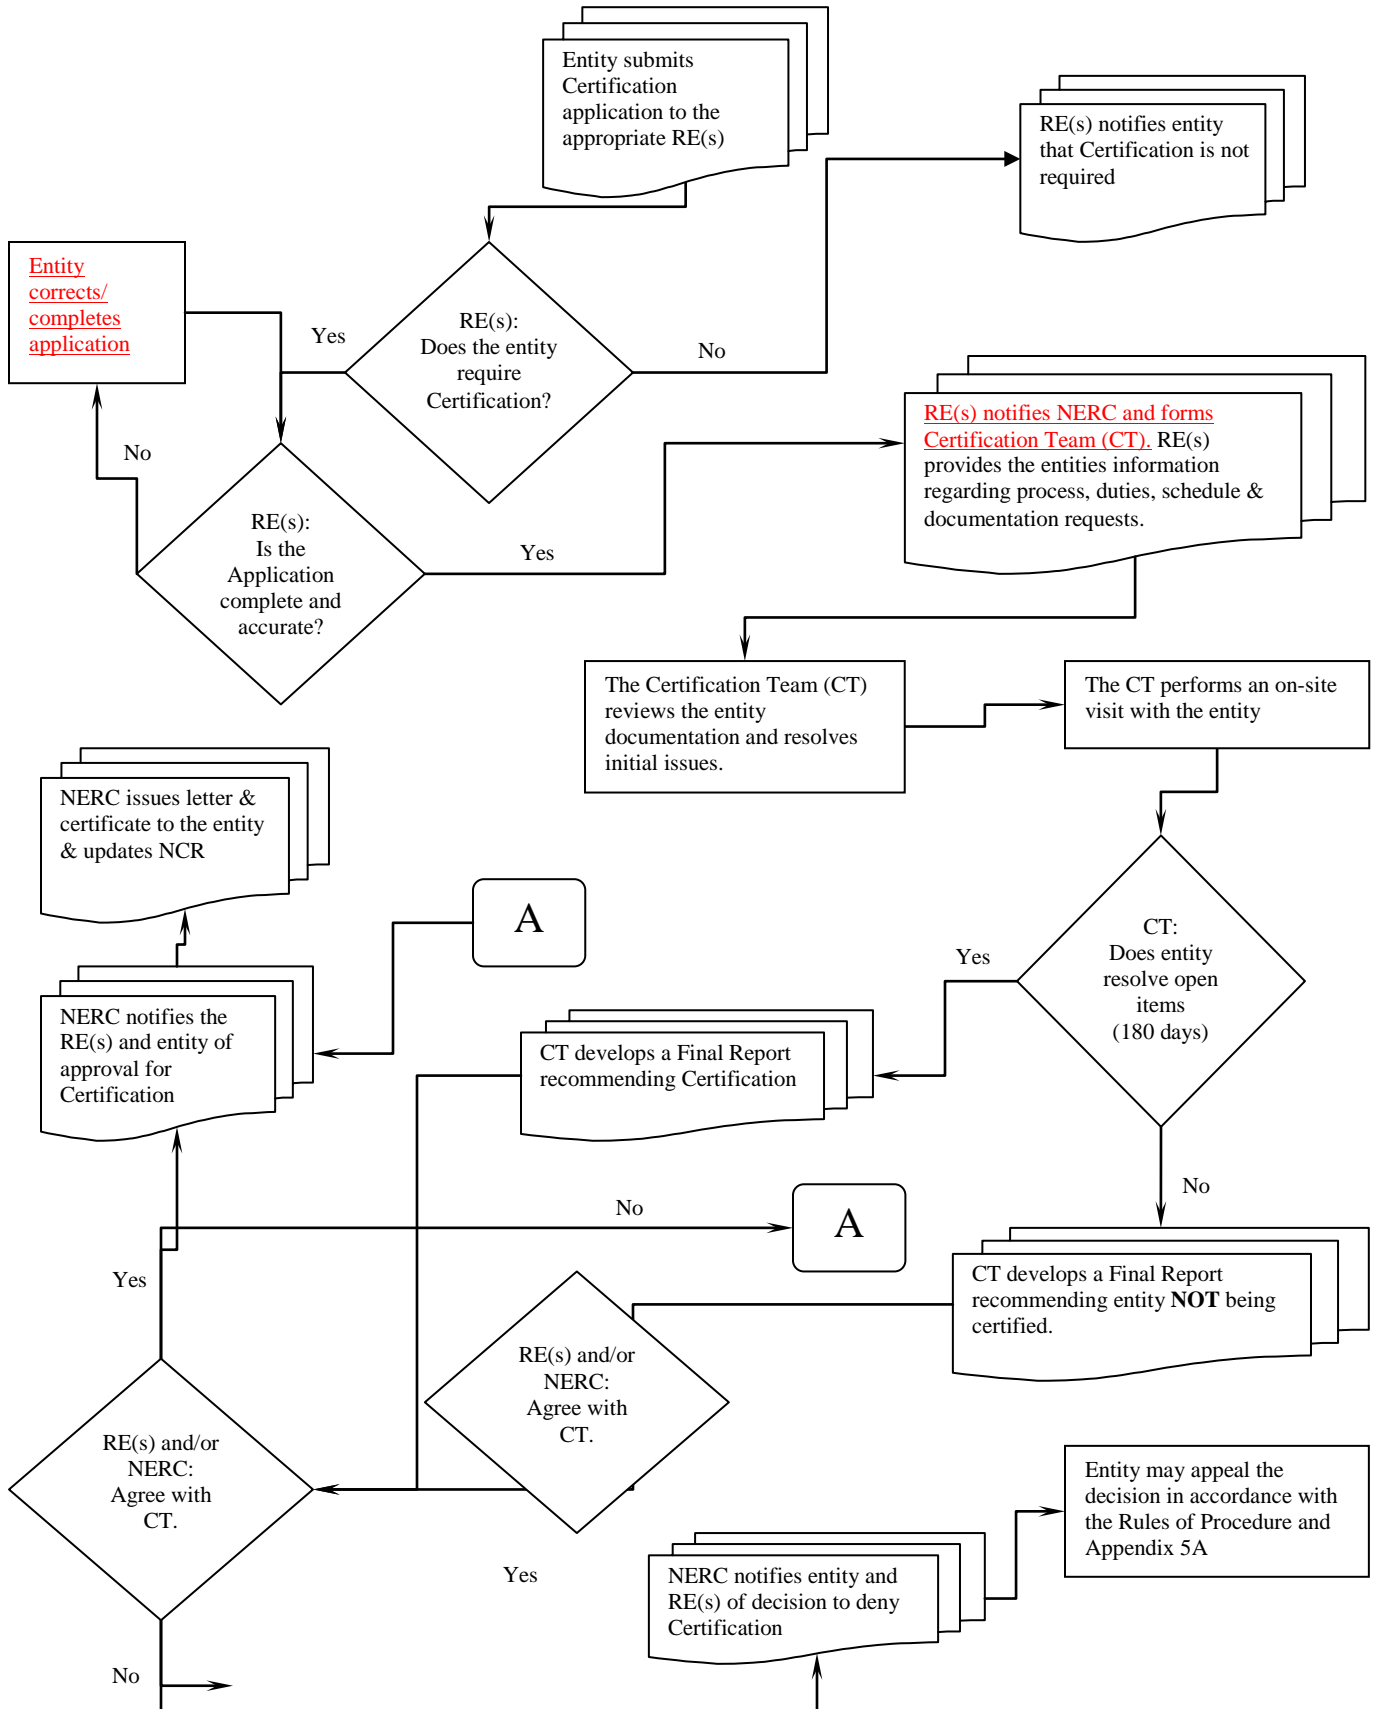 Entity submits
Certification
application to the
appropriate RE(s)
RE(s) notifies entity
that Certification is not
required
Entity
corrects/
completes
application
Yes
RE(s):
Does the entity
require
Certification?
No
RE(s) notifies NERC and forms
Certification Team (CT). RE(s)
provides the entities information
regarding process, duties, schedule &
documentation requests.
No
RE(s):
Is the
Application
complete and
accurate?
Yes
The Certification Team (CT)
reviews the entity
documentation and resolves
initial issues.
The CT performs an on-site
visit with the entity
NERC issues letter &
certificate to the entity
& updates NCR
A
CT:
Does entity
resolve open
items
(180 days)
Yes
NERC notifies the
RE(s) and entity of
approval for
Certification
CT develops a Final Report
recommending Certification
No
No
A
Yes
CT develops a Final Report
recommending entity NOT being
certified.
RE(s) and/or
NERC:
Agree with
CT.
RE(s) and/or
NERC:
Agree with
CT.
Entity may appeal the
decision in accordance with
the Rules of Procedure and
Appendix 5A
Yes
NERC notifies entity and
RE(s) of decision to deny
Certification
No